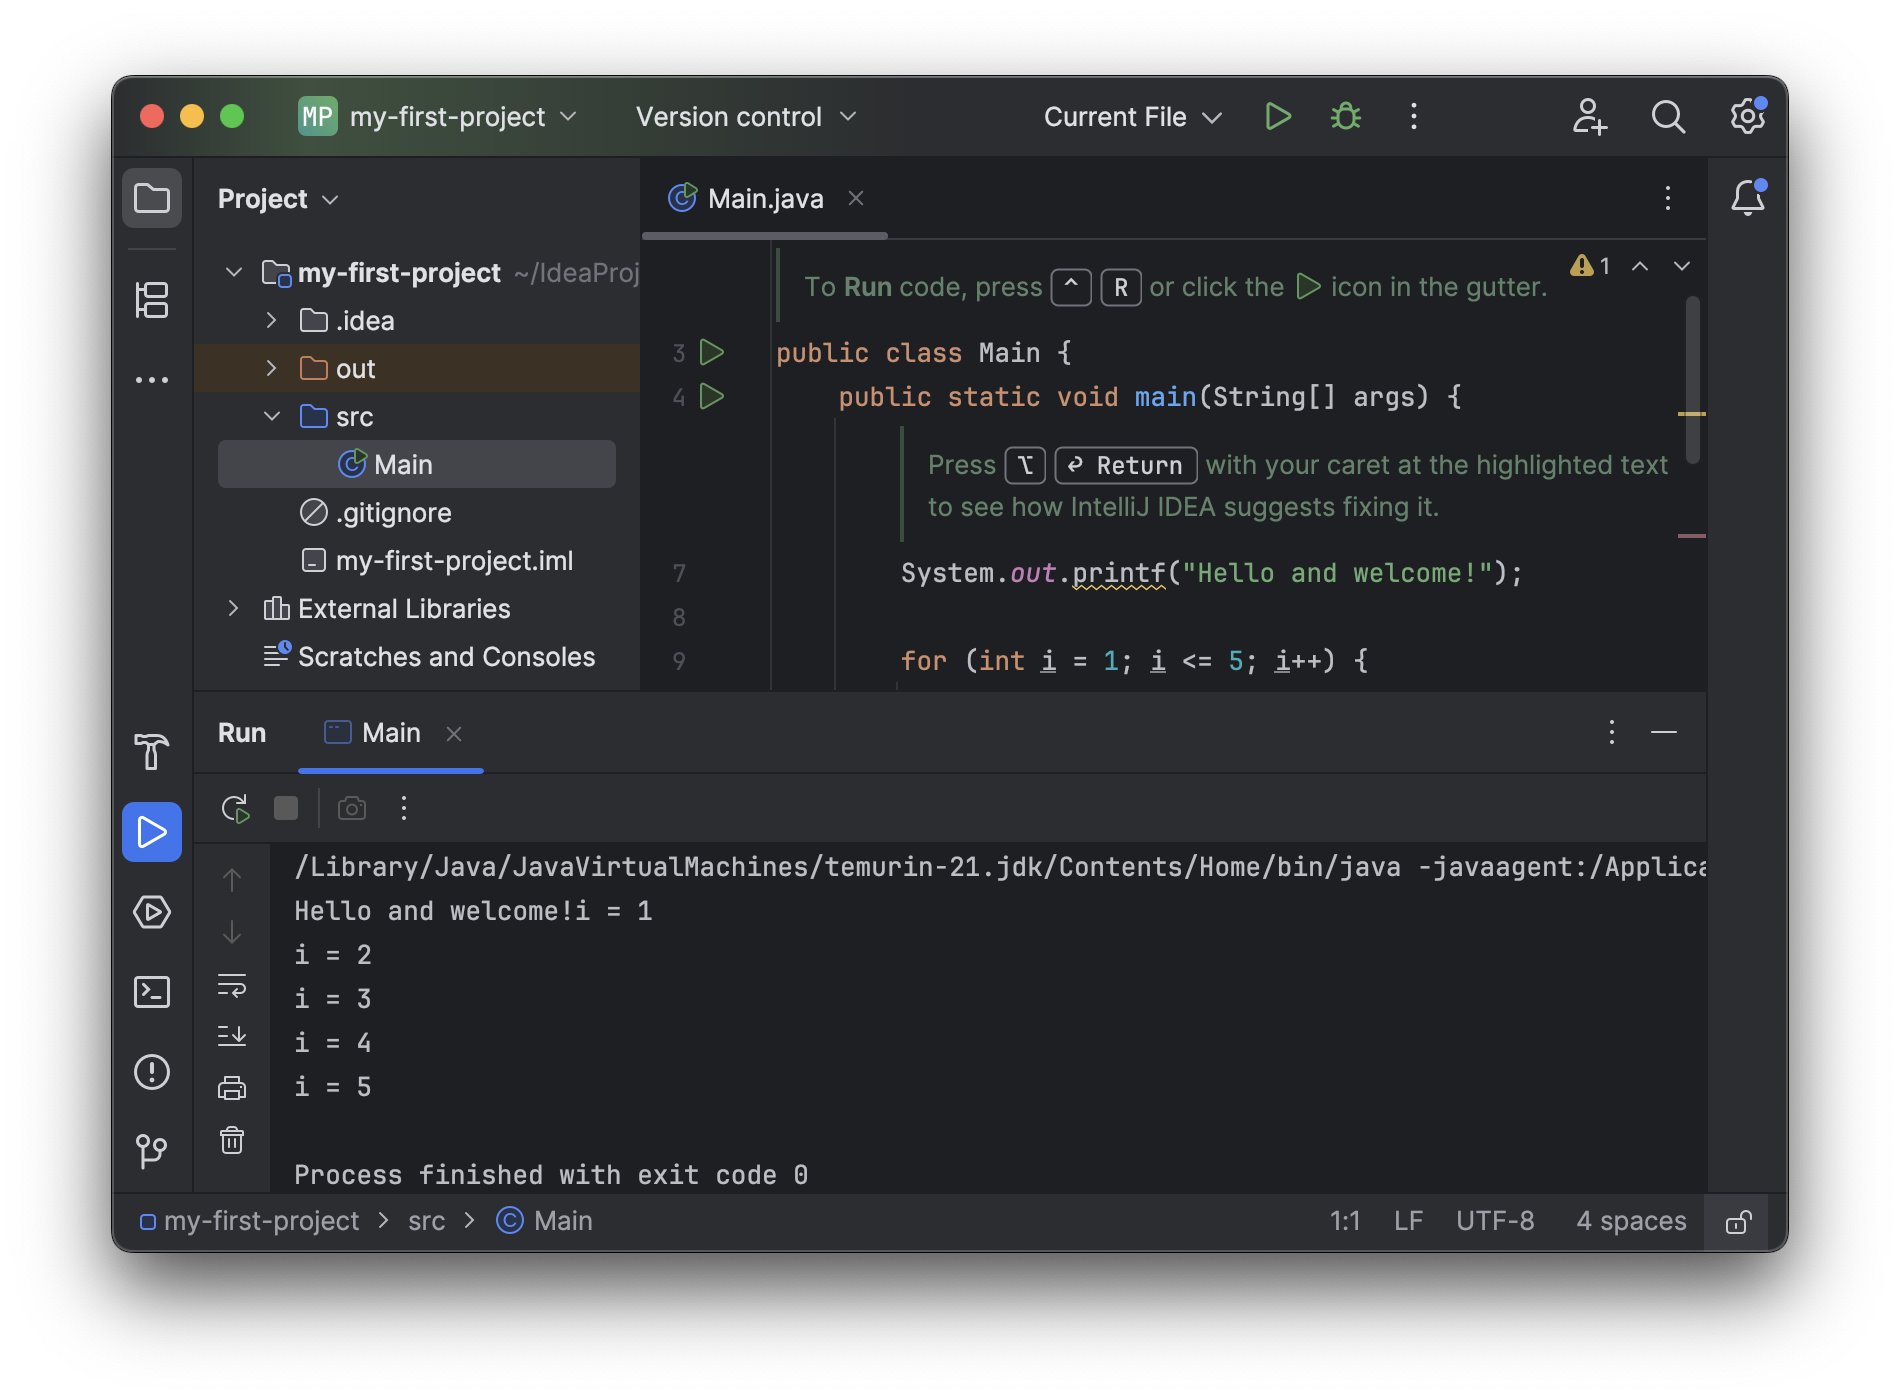 MP my-first-project Version control Current File
Project
Main.java
my-first-project ~/IdeaProj
.idea
out
src
Main
.gitignore
my-first-project.iml
External Libraries
Scratches and Consoles
To Run code, press ^ R or click the icon in the gutter.
1
3 public class Main {
4 public static void main(String[] args) {
Press ⌥ ↩ Return with your caret at the highlighted text
to see how IntelliJ IDEA suggests fixing it.
7 System.out.printf("Hello and welcome!");
8
9 for (int i = 1; i <= 5; i++) {
Run Main
/Library/Java/JavaVirtualMachines/temurin-21.jdk/Contents/Home/bin/java -javaagent:/Applica
Hello and welcome!i = 1
i = 2
i = 3
i = 4
i = 5
Process finished with exit code 0
my-first-project > src > Main 1:1 LF UTF-8 4 spaces